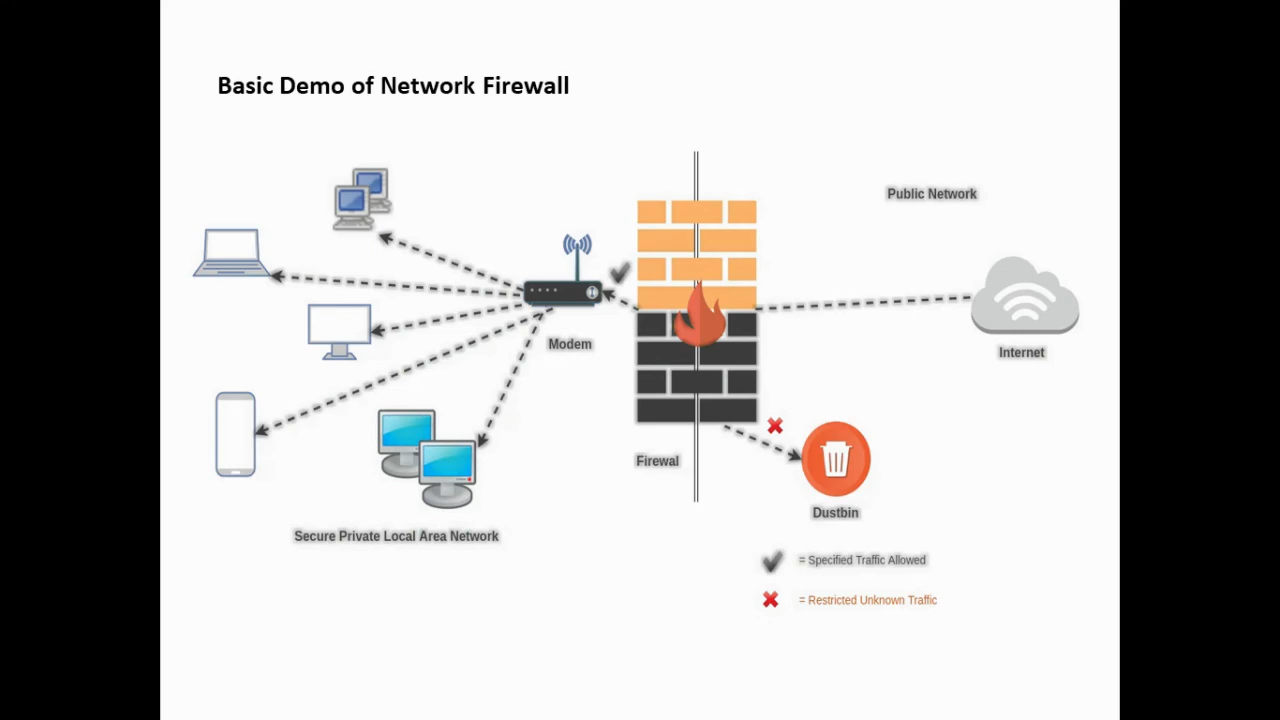 Basic Demo of Network Firewall
Public Network
Modem
Internet
Firewal
Dustbin
Secure Private Local Area Network
= Specified Traffic Allowed
= Restricted Unknown Traffic